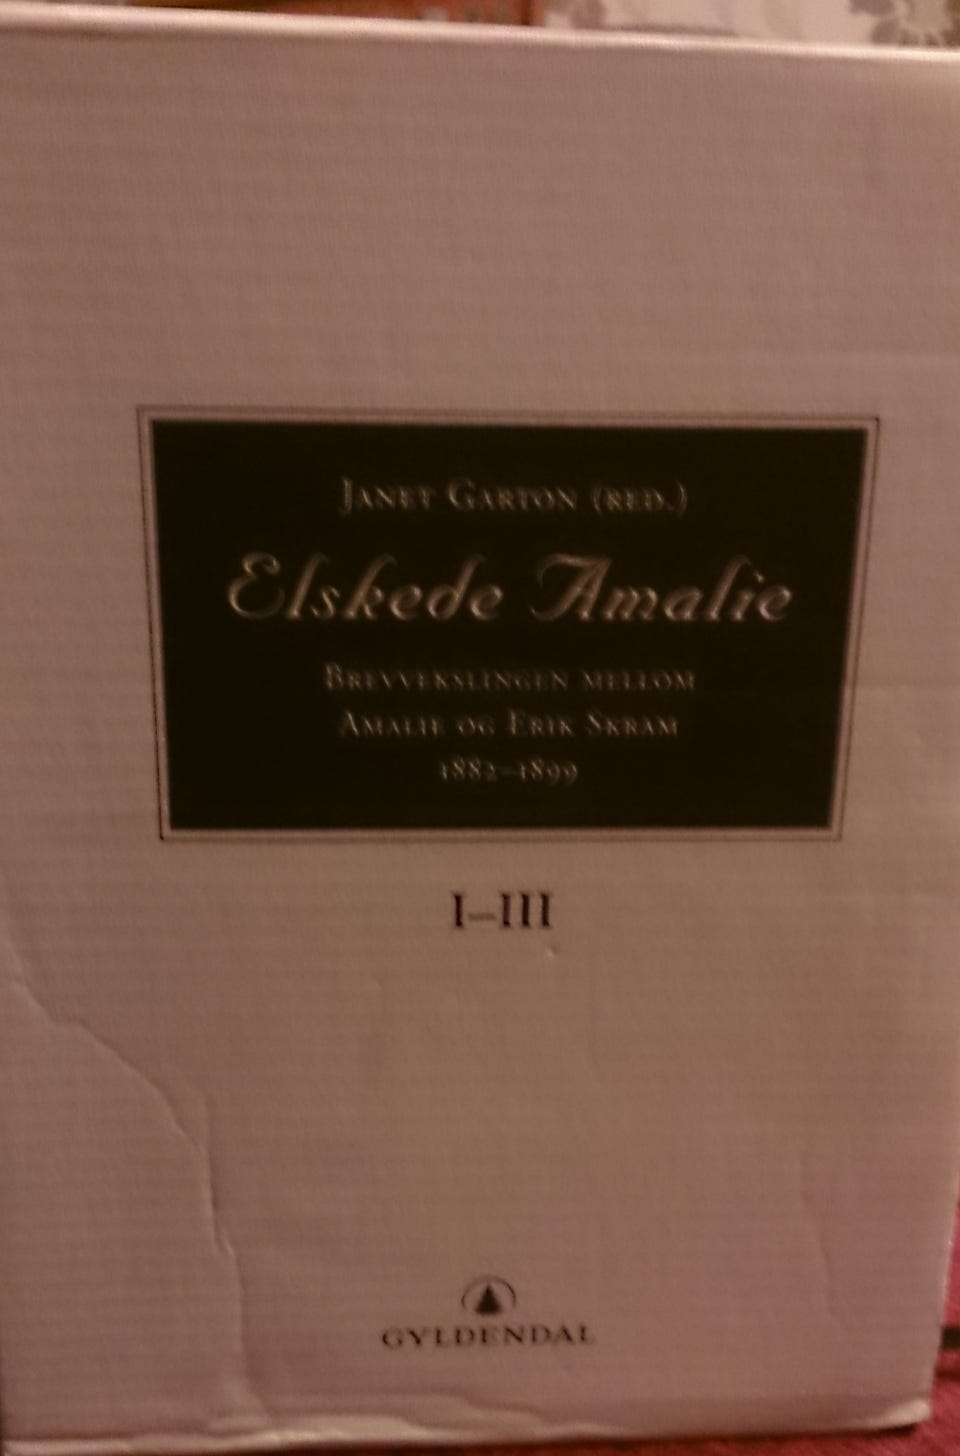 JANET GARTON (RED.)
Elskede Amalie
BREVVEKSLINGEN MELLOM
AMALIE OG ERIK SKRAM
1882–1899
I–III
GYLDENDAL